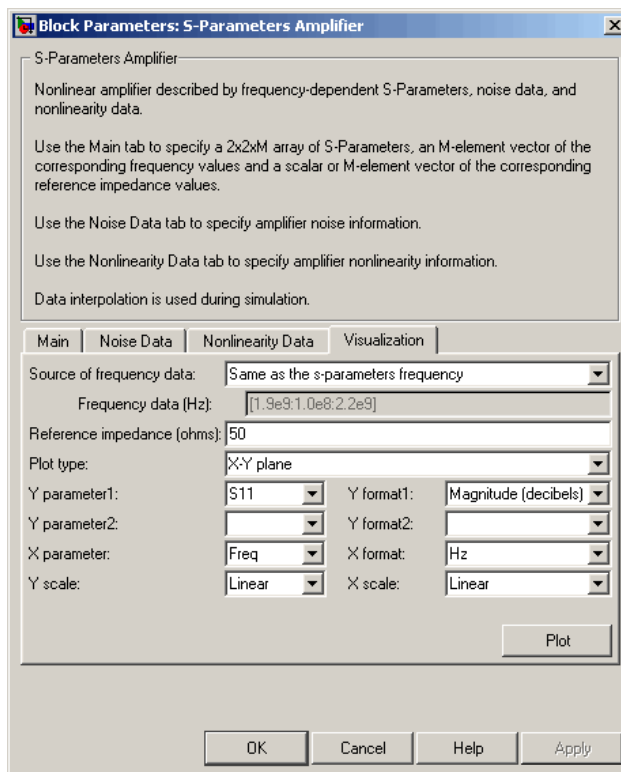 Block Parameters: S-Parameters Amplifier
S-Parameters Amplifier
Nonlinear amplifier described by frequency-dependent S-Parameters, noise data, and
nonlinearity data.
Use the Main tab to specify a 2x2xM array of S-Parameters, an M-element vector of the
corresponding frequency values and a scalar or M-element vector of the corresponding
reference impedance values.
Use the Noise Data tab to specify amplifier noise information.
Use the Nonlinearity Data tab to specify amplifier nonlinearity information.
Data interpolation is used during simulation.
Main Noise Data Nonlinearity Data Visualization
Source of frequency data: Same as the s-parameters frequency
Frequency data (Hz): [1.9e9:1.0e8:2.2e9]
Reference impedance (ohms): 50
Plot type: X-Y plane
Y parameter1: S11 Y format1: Magnitude (decibels)
Y parameter2: Y format2:
X parameter: Freq X format: Hz
Y scale: Linear X scale: Linear
Plot
OK Cancel Help Apply